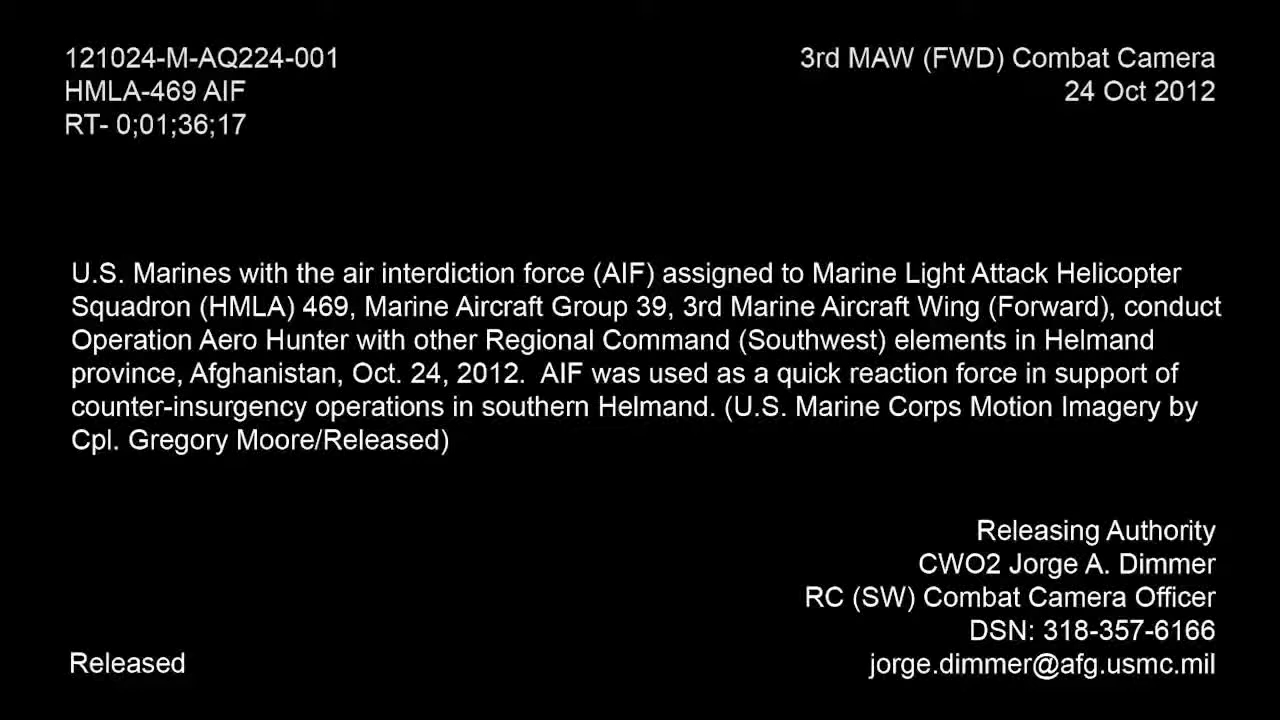 121024-M-AQ224-001
HMLA-469 AIF
RT- 0;01;36;17
3rd MAW (FWD) Combat Camera
24 Oct 2012
U.S. Marines with the air interdiction force (AIF) assigned to Marine Light Attack Helicopter
Squadron (HMLA) 469, Marine Aircraft Group 39, 3rd Marine Aircraft Wing (Forward), conduct
Operation Aero Hunter with other Regional Command (Southwest) elements in Helmand
province, Afghanistan, Oct. 24, 2012.  AIF was used as a quick reaction force in support of
counter-insurgency operations in southern Helmand. (U.S. Marine Corps Motion Imagery by
Cpl. Gregory Moore/Released)
Releasing Authority
CWO2 Jorge A. Dimmer
RC (SW) Combat Camera Officer
DSN: 318-357-6166
jorge.dimmer@afg.usmc.mil
Released